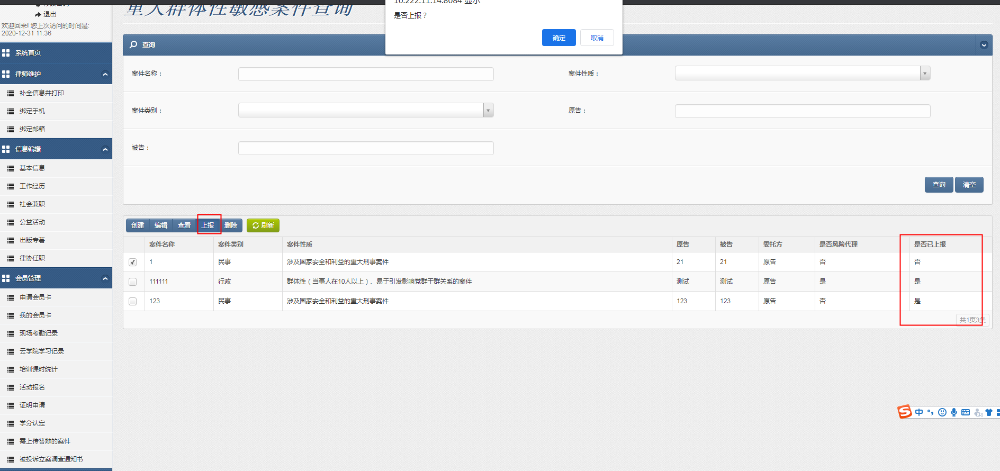 10.222.11.14:8084 显示
是否上报？
确定
取消
重大群体性敏感案件查询
退出
欢迎回来! 您上次访问的时间是:
2020-12-31 11:36
系统首页
律师维护
补全信息并打印
绑定手机
绑定邮箱
信息编辑
基本信息
工作经历
社会兼职
公益活动
出版专著
律协任职
会员管理
申请会员卡
我的会员卡
现场考勤记录
云学院学习记录
培训课时统计
活动报名
证明申请
学分认定
需上传答辩的案件
被投诉立案调查通知书
查询
案件名称：
案件性质：
案件类别：
原告：
被告：
查询 清空
创建 编辑 查看 上报 删除 刷新
案件名称 案件类别 案件性质 原告 被告 委托方 是否风险代理 是否已上报
1 民事 涉及国家安全和利益的重大刑事案件 21 21 原告 否 否
111111 行政 群体性（当事人在10人以上）、易于引发影响党群干群关系的案件 测试 测试 原告 是 是
123 民事 涉及国家安全和利益的重大刑事案件 123 123 原告 否 是
共1页3条
S 中